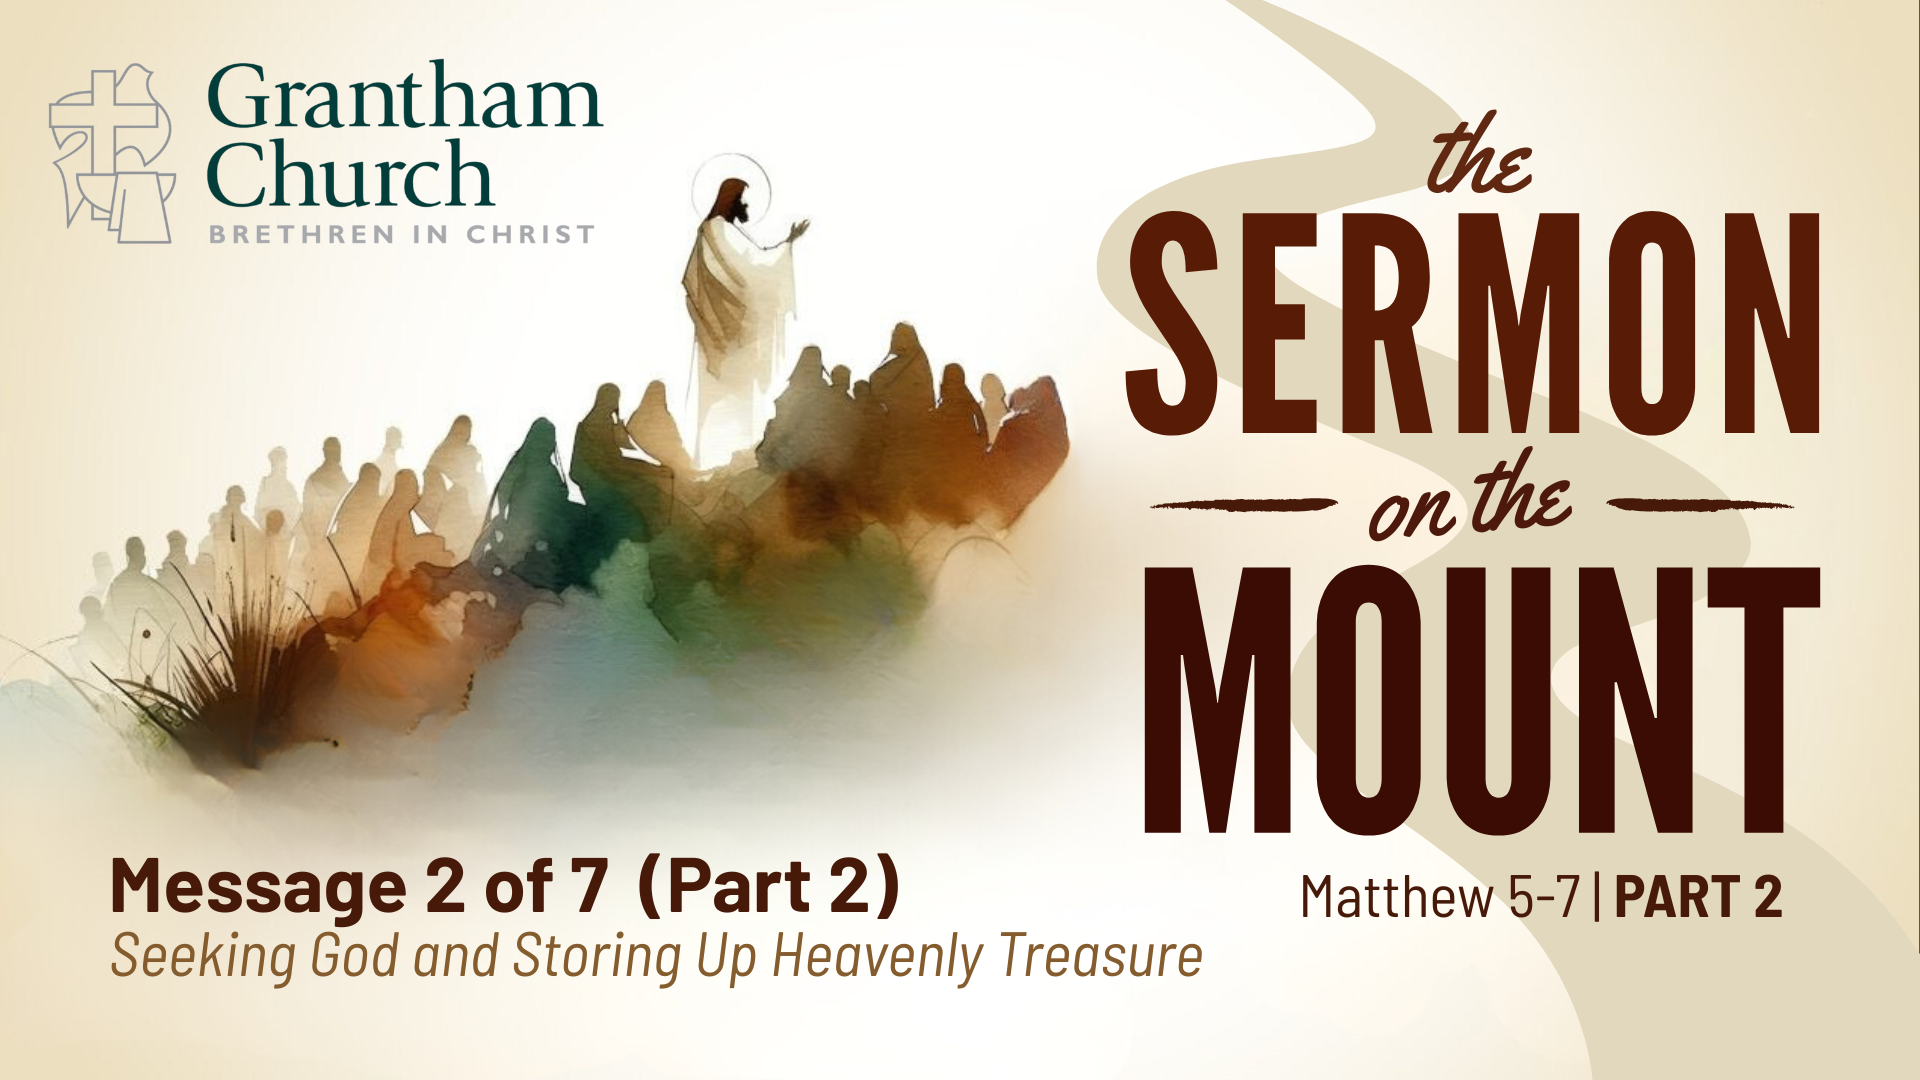 Grantham
Church
BRETHREN IN CHRIST
the
SERMON
on the
MOUNT
Matthew 5-7 | PART 2
Message 2 of 7 (Part 2)
Seeking God and Storing Up Heavenly Treasure